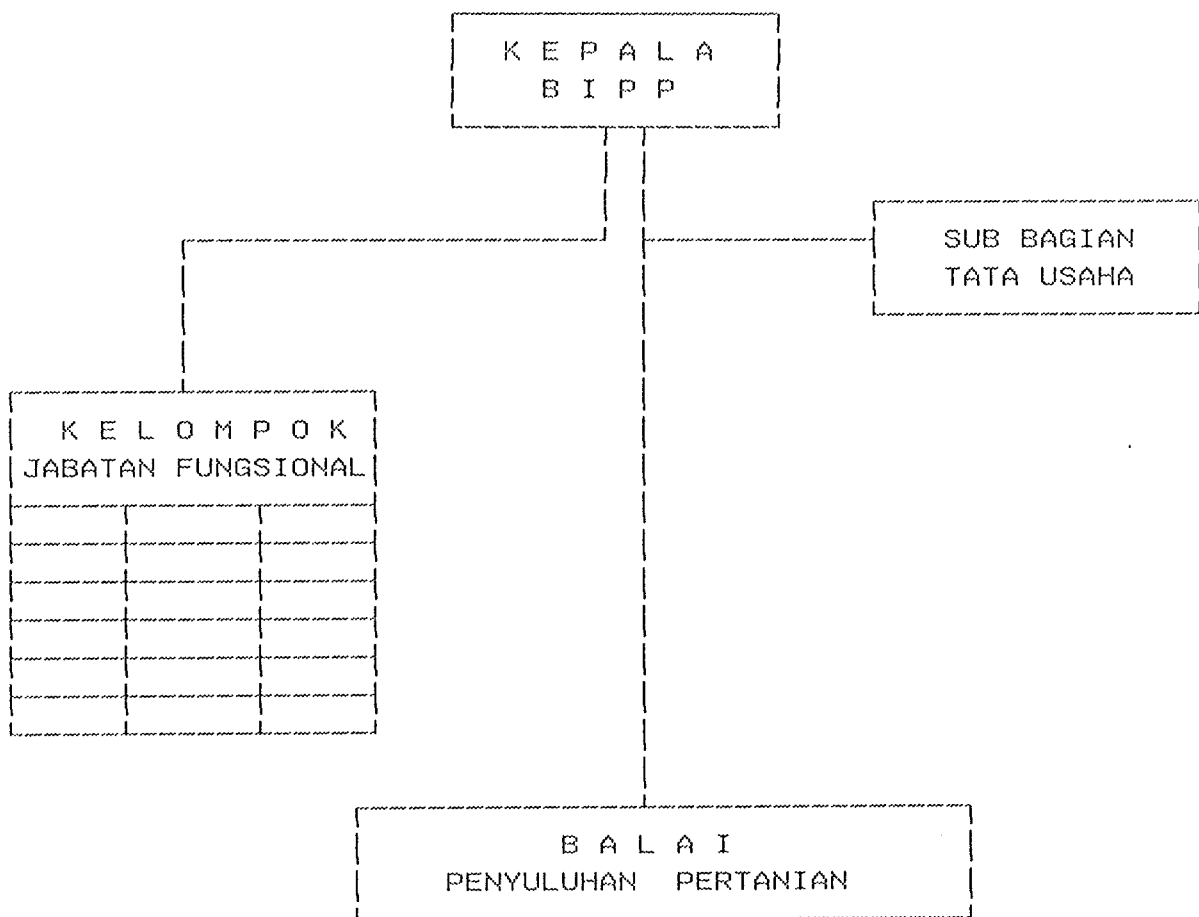 K E P A L A
B I P P
SUB BAGIAN
TATA USAHA
K E L O M P O K
JABATAN FUNGSIONAL
B A L A I
PENYULUHAN PERTANIAN